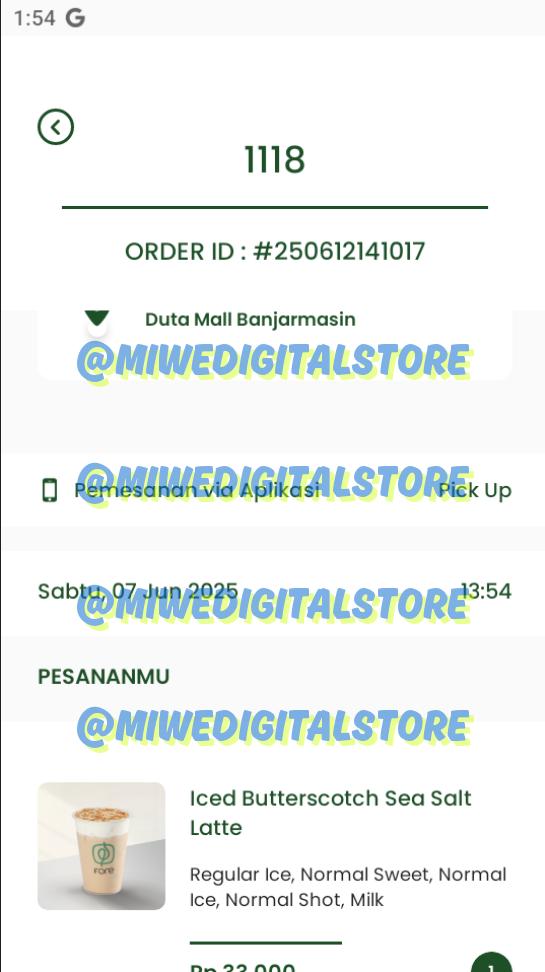 1:54 G
1118
ORDER ID : #250612141017
Duta Mall Banjarmasin
@MIWEDIGITALSTORE
@MIWEDIGITALSTORE
Pemesanan via Aplikasi Pick Up
Sabtu, 07 Jun 2025 13:54
@MIWEDIGITALSTORE
PESANANMU
@MIWEDIGITALSTORE
Iced Butterscotch Sea Salt
Latte
fore
Regular Ice, Normal Sweet, Normal
Ice, Normal Shot, Milk
Rp 33.000 1